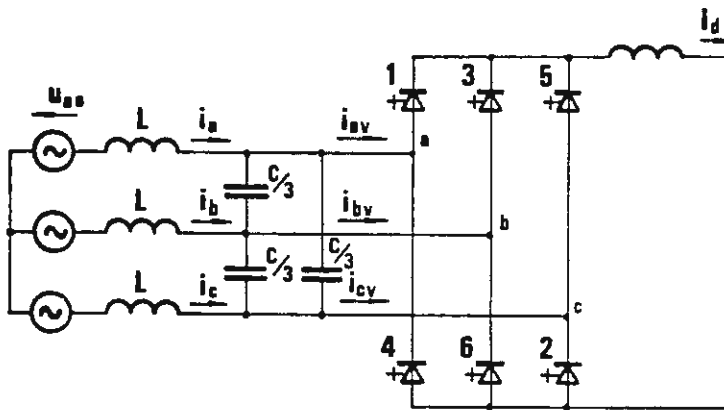 i_d
1 3 5
u_as
L i_a i_av a
C/3
L i_b i_bv b
C/3 C/3
L i_c i_cv c
4 6 2